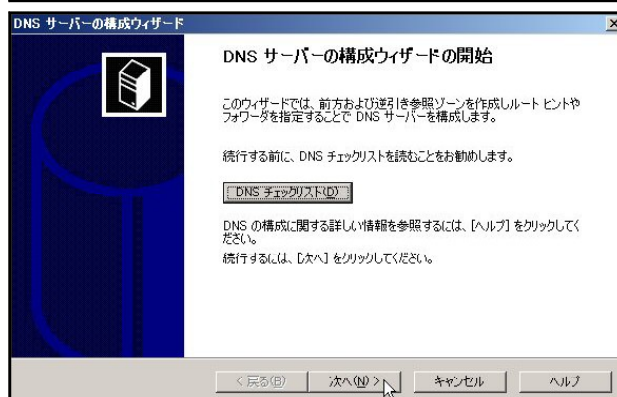 DNS サーバーの構成ウィザード
DNS サーバーの構成ウィザードの開始
このウィザードでは、前方および逆引き参照ゾーンを作成しルート ヒントや
フォワーダを指定することで DNS サーバーを構成します。
続行する前に、DNS チェックリストを読むことをお勧めします。
DNS チェックリスト(D)
DNS の構成に関する詳しい情報を参照するには、[ヘルプ] をクリックしてく
ださい。
続行するには、[次へ] をクリックしてください。
< 戻る(B)
次へ(N) >
キャンセル
ヘルプ